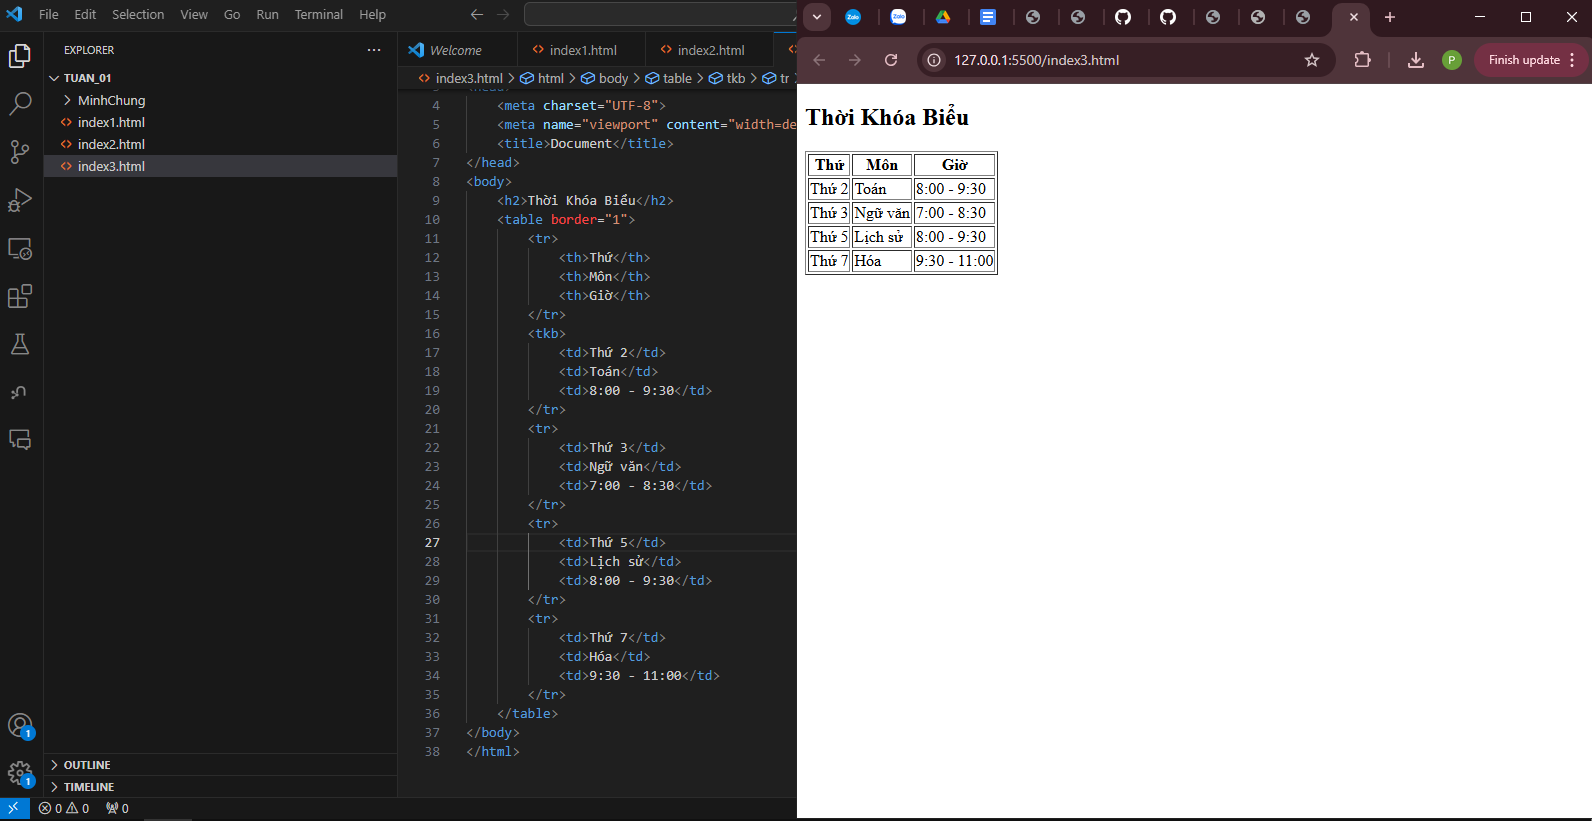 File Edit Selection View Go Run Terminal Help
EXPLORER
TUAN_01
MinhChung
index1.html
index2.html
index3.html
OUTLINE
TIMELINE
0 0 0
1
1
Welcome index1.html index2.html
index3.html > html > body > table > tkb > tr
3 <head>
4 <meta charset="UTF-8">
5 <meta name="viewport" content="width=de
6 <title>Document</title>
7 </head>
8 <body>
9 <h2>Thời Khóa Biểu</h2>
10 <table border="1">
11 <tr>
12 <th>Thứ</th>
13 <th>Môn</th>
14 <th>Giờ</th>
15 </tr>
16 <tkb>
17 <td>Thứ 2</td>
18 <td>Toán</td>
19 <td>8:00 - 9:30</td>
20 </tr>
21 <tr>
22 <td>Thứ 3</td>
23 <td>Ngữ văn</td>
24 <td>7:00 - 8:30</td>
25 </tr>
26 <tr>
27 <td>Thứ 5</td>
28 <td>Lịch sử</td>
29 <td>8:00 - 9:30</td>
30 </tr>
31 <tr>
32 <td>Thứ 7</td>
33 <td>Hóa</td>
34 <td>9:30 - 11:00</td>
35 </tr>
36 </table>
37 </body>
38 </html>
Zalo Zalo
127.0.0.1:5500/index3.html P Finish update
Thời Khóa Biểu
Thứ Môn Giờ
Thứ 2 Toán 8:00 - 9:30
Thứ 3 Ngữ văn 7:00 - 8:30
Thứ 5 Lịch sử 8:00 - 9:30
Thứ 7 Hóa 9:30 - 11:00